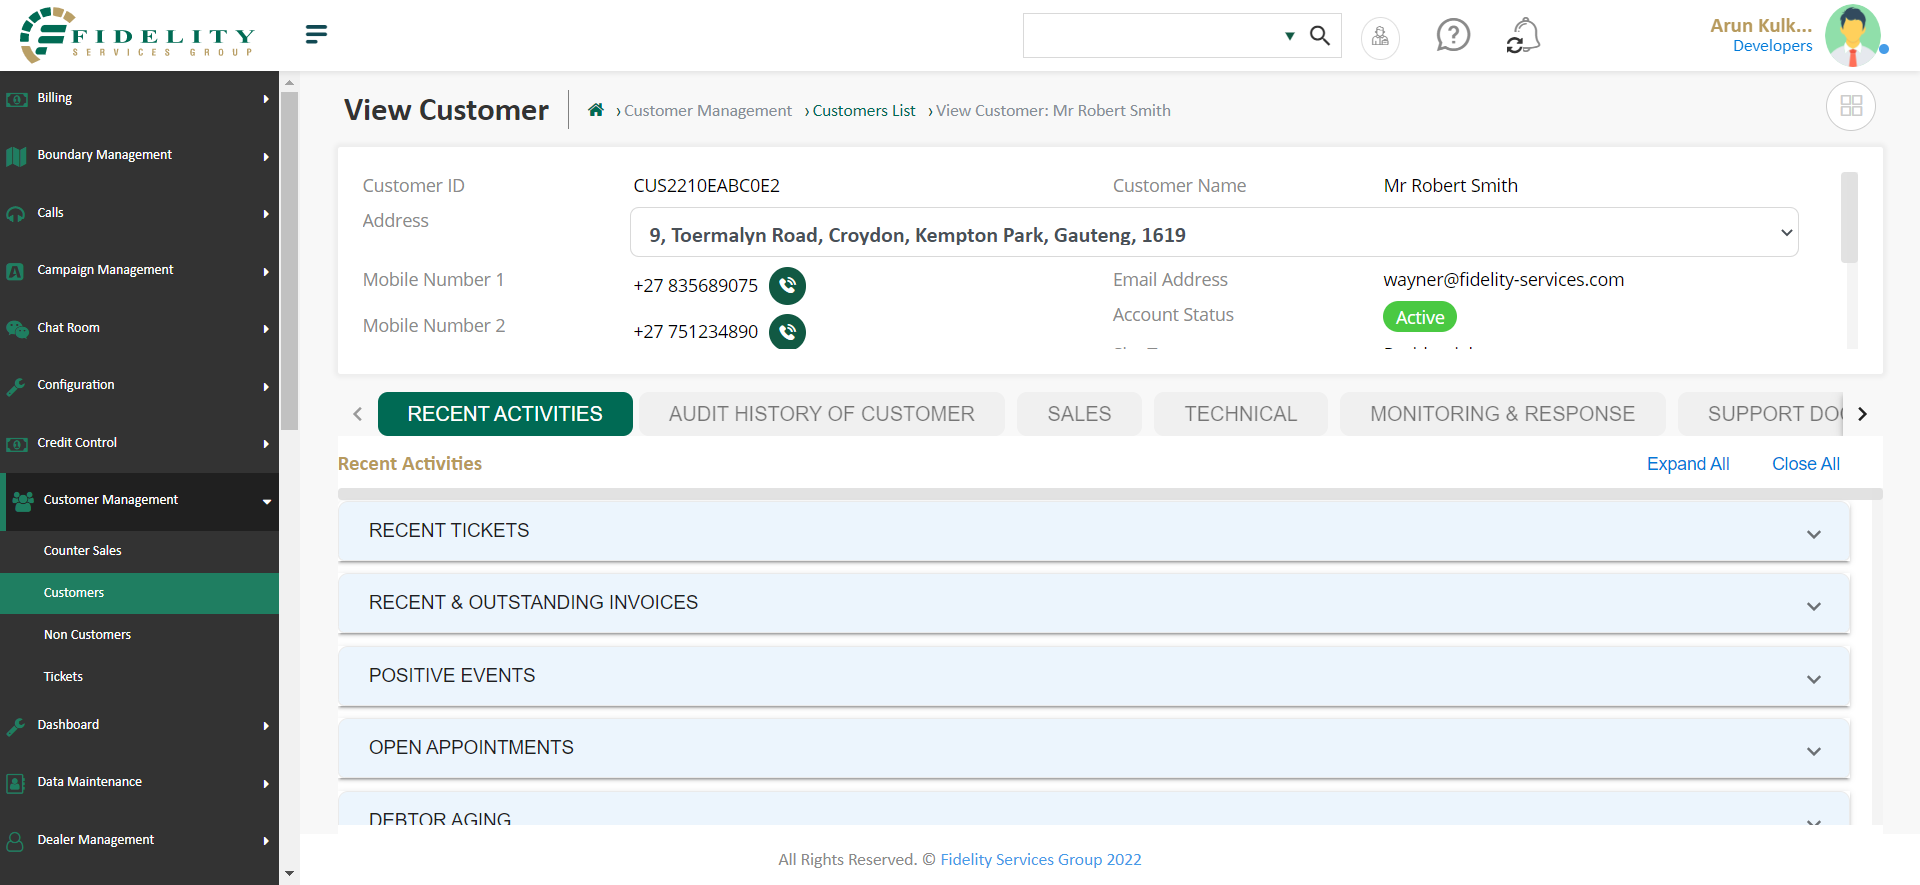 FIDELITY
SERVICES GROUP
Arun Kulk...
Developers
Billing
Boundary Management
Calls
Campaign Management
Chat Room
Configuration
Credit Control
Customer Management
Counter Sales
Customers
Non Customers
Tickets
Dashboard
Data Maintenance
Dealer Management
View Customer
› Customer Management › Customers List › View Customer: Mr Robert Smith
Customer ID CUS2210EABC0E2 Customer Name Mr Robert Smith
Address 9, Toermalyn Road, Croydon, Kempton Park, Gauteng, 1619
Mobile Number 1 +27 835689075 Email Address wayner@fidelity-services.com
Account Status Active
Mobile Number 2 +27 751234890
RECENT ACTIVITIES AUDIT HISTORY OF CUSTOMER SALES TECHNICAL MONITORING & RESPONSE SUPPORT DOC
Recent Activities Expand All Close All
RECENT TICKETS
RECENT & OUTSTANDING INVOICES
POSITIVE EVENTS
OPEN APPOINTMENTS
DEBTOR AGING
All Rights Reserved. © Fidelity Services Group 2022